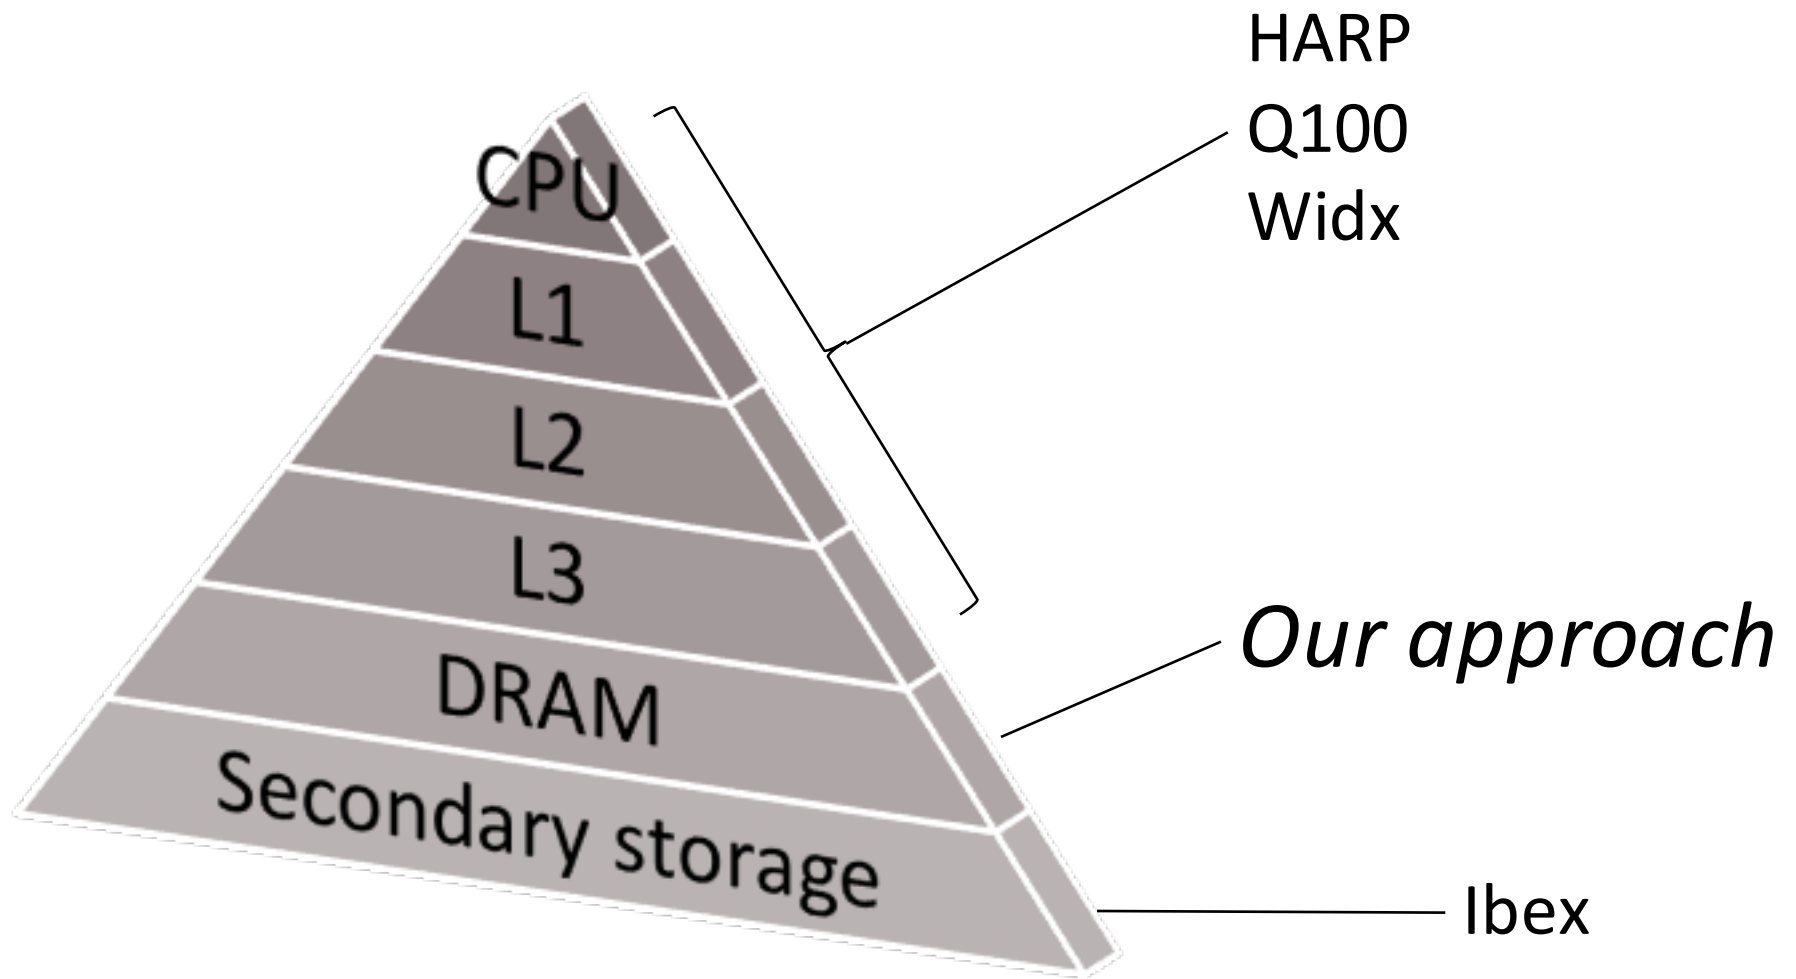 HARP
Q100
Widx
CPU
L1
L2
L3
DRAM
Secondary storage
Our approach
Ibex